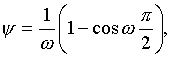 ψ = 1/ω (1 − cos ω π/2),